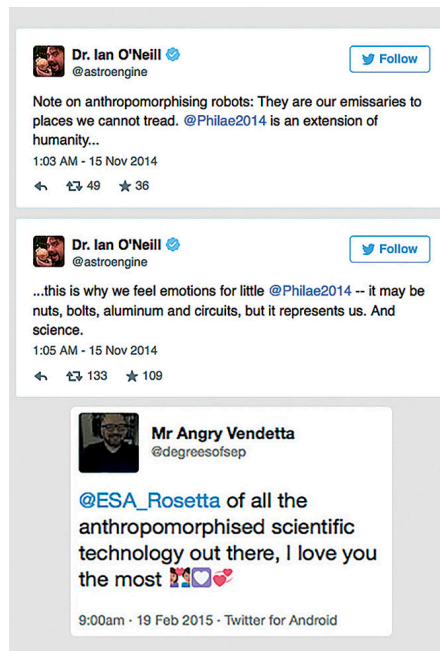 Dr. Ian O'Neill
Follow
@astroengine
Note on anthropomorphising robots: They are our emissaries to
places we cannot tread. @Philae2014 is an extension of
humanity...
1:03 AM - 15 Nov 2014
49 36
Dr. Ian O'Neill
Follow
@astroengine
...this is why we feel emotions for little @Philae2014 -- it may be
nuts, bolts, aluminum and circuits, but it represents us. And
science.
1:05 AM - 15 Nov 2014
133 109
Mr Angry Vendetta
@degreesofsep
@ESA_Rosetta of all the
anthropomorphised scientific
technology out there, I love you
the most
9:00am · 19 Feb 2015 · Twitter for Android